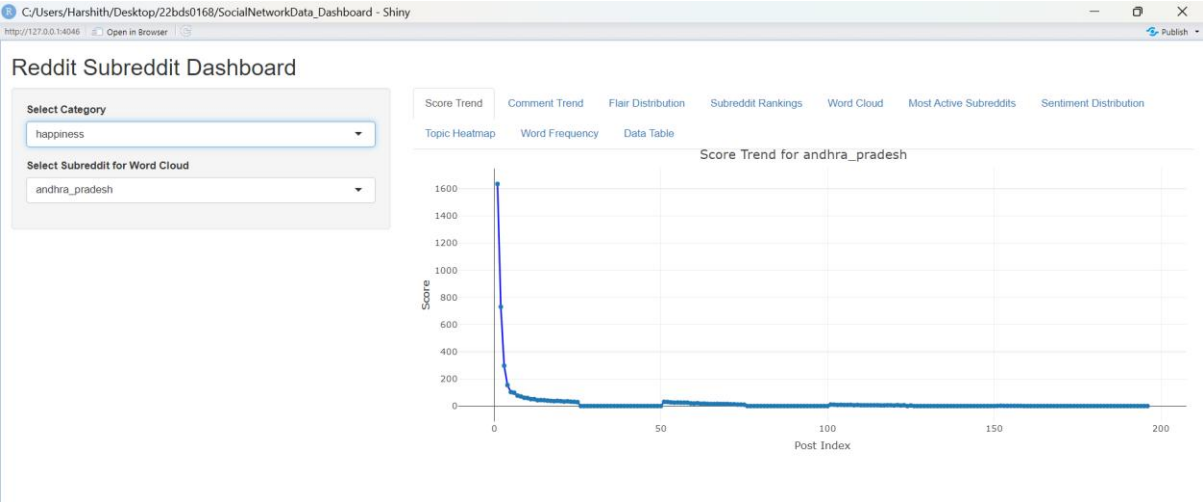 C:/Users/Harshith/Desktop/22bds0168/SocialNetworkData_Dashboard - Shiny
http://127.0.0.1:4046 Open in Browser Publish
Reddit Subreddit Dashboard
Select Category
happiness
Select Subreddit for Word Cloud
andhra_pradesh
Score Trend Comment Trend Flair Distribution Subreddit Rankings Word Cloud Most Active Subreddits Sentiment Distribution
Topic Heatmap Word Frequency Data Table
Score Trend for andhra_pradesh
1600
1400
1200
1000
800
600
400
200
0
Score
0 50 100 150 200
Post Index